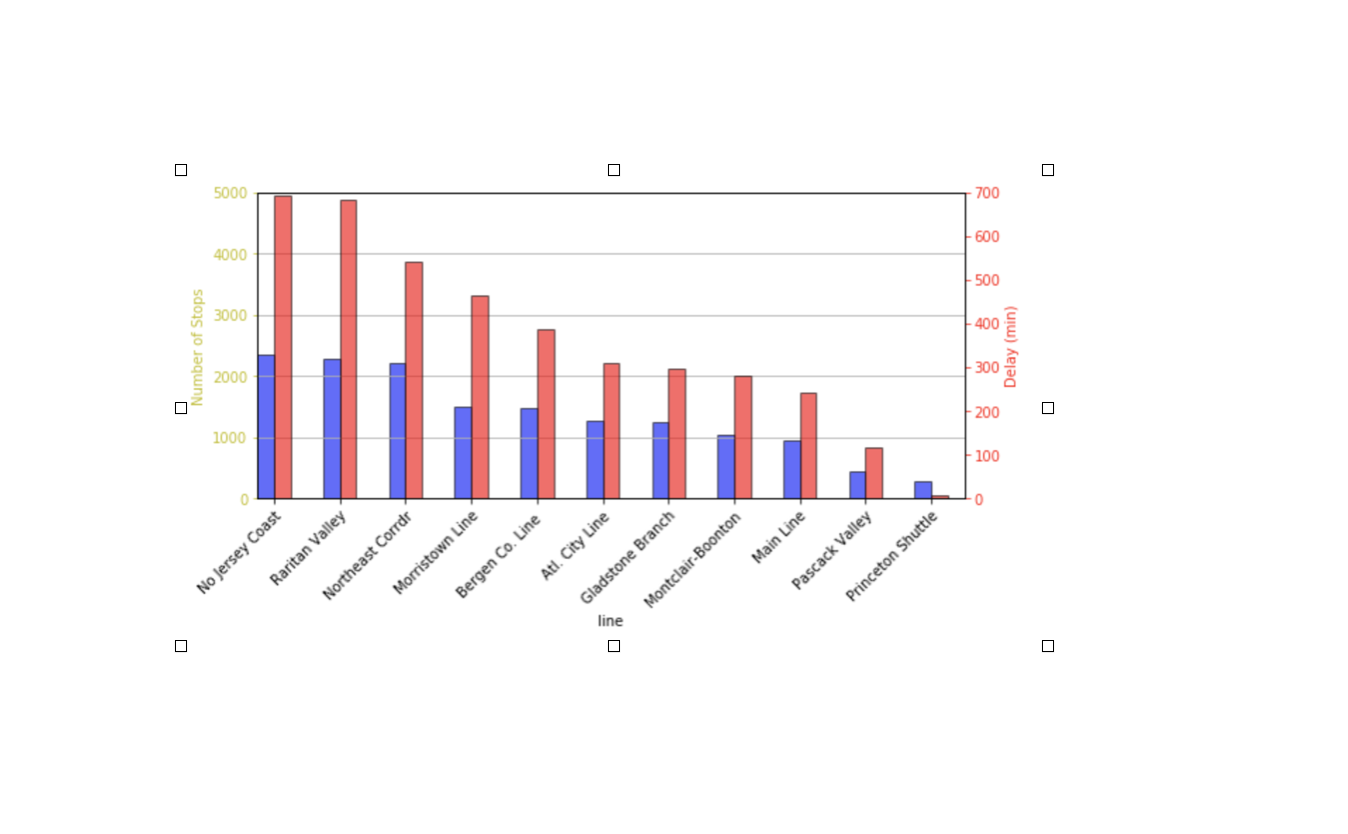 5000
4000
3000
2000
1000
0
Number of Stops
700
600
500
400
300
200
100
0
Delay (min)
No Jersey Coast
Raritan Valley
Northeast Corrdr
Morristown Line
Bergen Co. Line
Atl. City Line
Gladstone Branch
Montclair-Boonton
Main Line
Pascack Valley
Princeton Shuttle
line